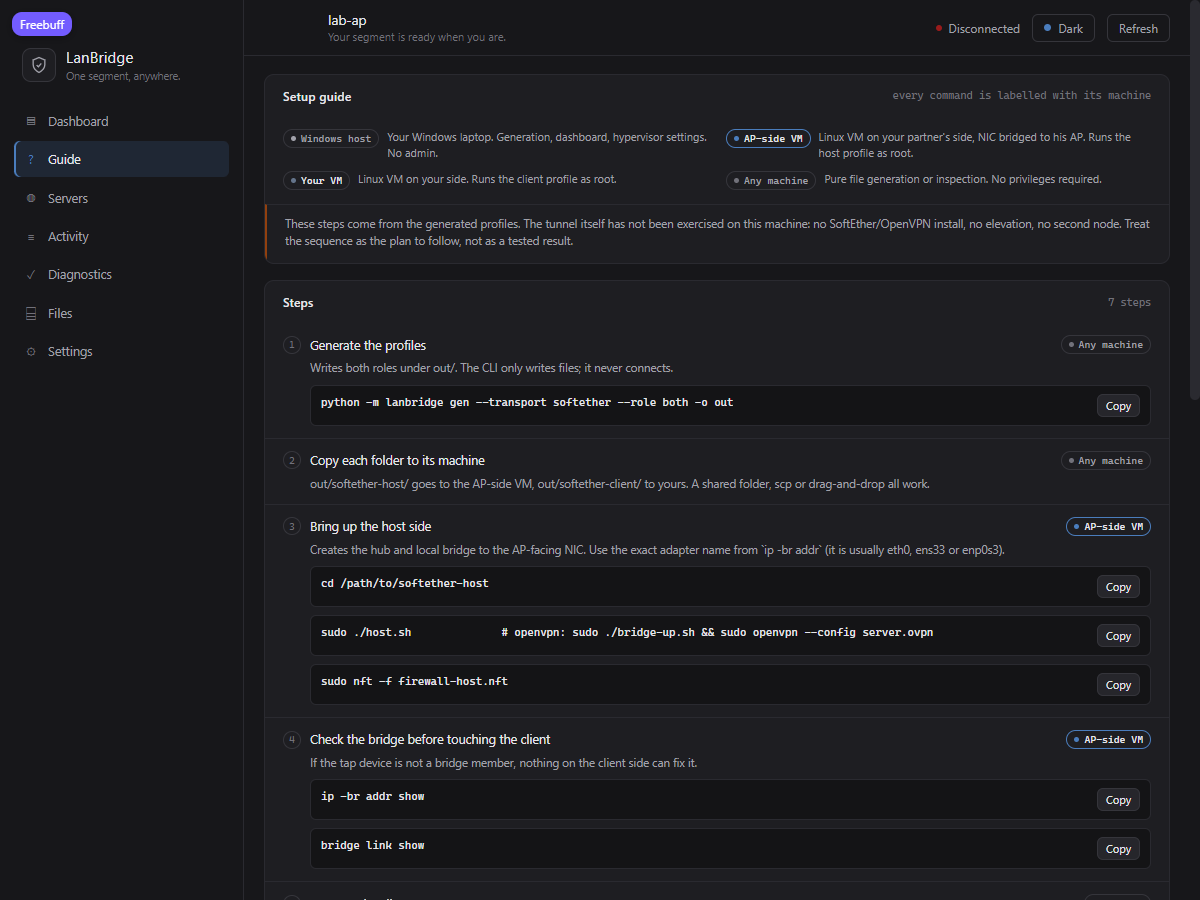 Freebuff
LanBridge
One segment, anywhere.
Dashboard
? Guide
Servers
Activity
Diagnostics
Files
Settings
lab-ap
Your segment is ready when you are.
Disconnected
Dark
Refresh
Setup guide
every command is labelled with its machine
Windows host
Your Windows laptop. Generation, dashboard, hypervisor settings.
No admin.
AP-side VM
Linux VM on your partner's side, NIC bridged to his AP. Runs the
host profile as root.
Your VM
Linux VM on your side. Runs the client profile as root.
Any machine
Pure file generation or inspection. No privileges required.
These steps come from the generated profiles. The tunnel itself has not been exercised on this machine: no SoftEther/OpenVPN install, no elevation, no second node. Treat
the sequence as the plan to follow, not as a tested result.
Steps
7 steps
1 Generate the profiles
Any machine
Writes both roles under out/. The CLI only writes files; it never connects.
python -m lanbridge gen --transport softether --role both -o out
Copy
2 Copy each folder to its machine
Any machine
out/softether-host/ goes to the AP-side VM, out/softether-client/ to yours. A shared folder, scp or drag-and-drop all work.
3 Bring up the host side
AP-side VM
Creates the hub and local bridge to the AP-facing NIC. Use the exact adapter name from `ip -br addr` (it is usually eth0, ens33 or enp0s3).
cd /path/to/softether-host
Copy
sudo ./host.sh # openvpn: sudo ./bridge-up.sh && sudo openvpn --config server.ovpn
Copy
sudo nft -f firewall-host.nft
Copy
4 Check the bridge before touching the client
AP-side VM
If the tap device is not a bridge member, nothing on the client side can fix it.
ip -br addr show
Copy
bridge link show
Copy